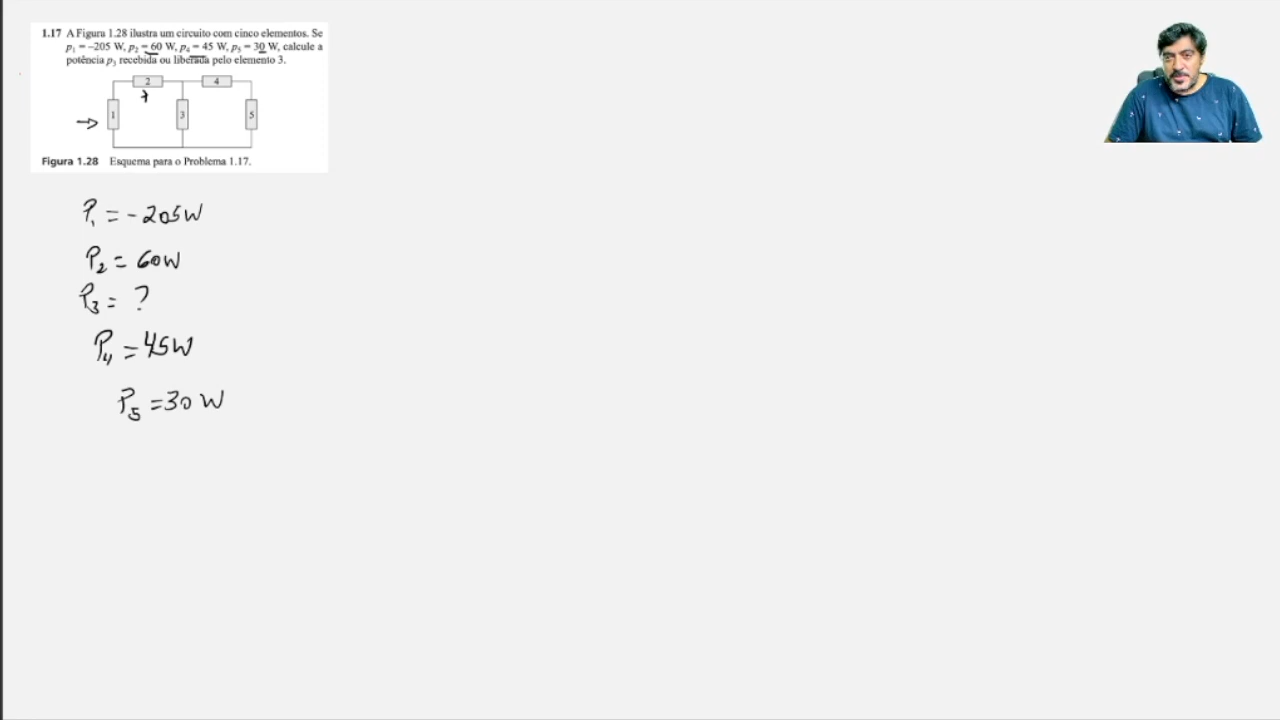 1.17 A Figura 1.28 ilustra um circuito com cinco elementos. Se
p₁ = –205 W, p₂ = 60 W, p₄ = 45 W, p₅ = 30 W, calcule a
potência p₃ recebida ou liberada pelo elemento 3.
2 4
1 3 5
Figura 1.28 Esquema para o Problema 1.17.
P₁ = - 205W
P₂ = 60W
P₃ = ?
P₄ = 45W
P₅ = 30 W